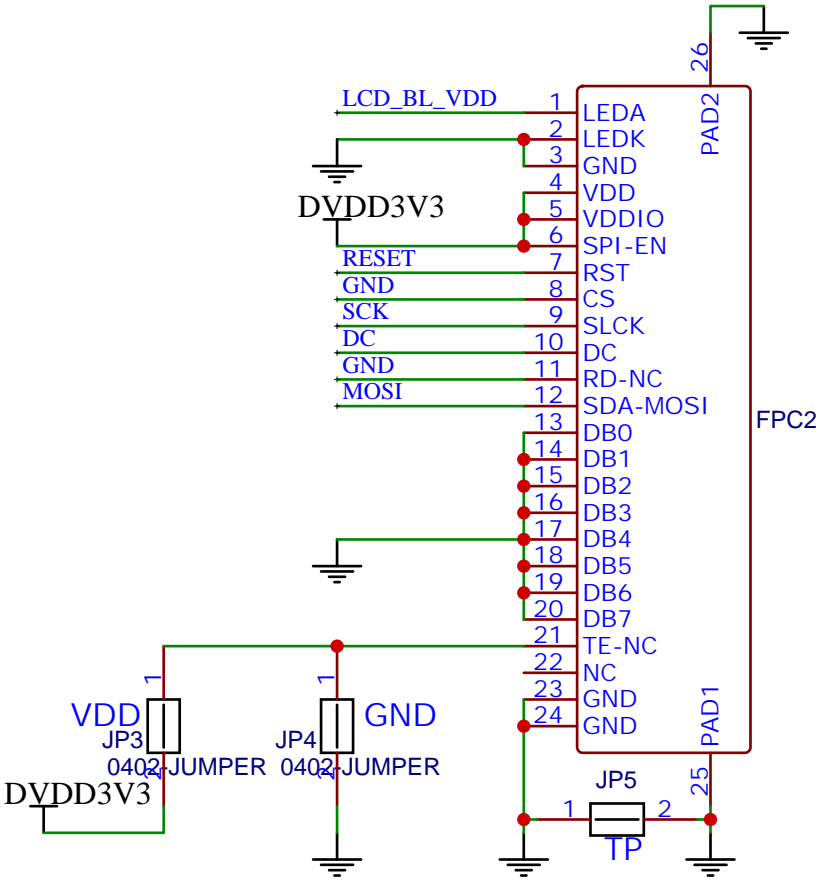 26
PAD2
LCD_BL_VDD 1 LEDA
2 LEDK
3 GND
4 VDD
DVDD3V3 5 VDDIO
6 SPI-EN
RESET 7 RST
GND 8 CS
SCK 9 SLCK
DC 10 DC
GND 11 RD-NC
MOSI 12 SDA-MOSI
FPC2
13 DB0
14 DB1
15 DB2
16 DB3
17 DB4
18 DB5
19 DB6
20 DB7
21 TE-NC
22 NC
23 GND
24 GND
PAD1
25
1 1
VDD GND
JP3 JP4
0402-JUMPER 0402-JUMPER
2 2
DVDD3V3
JP5
1 2
TP